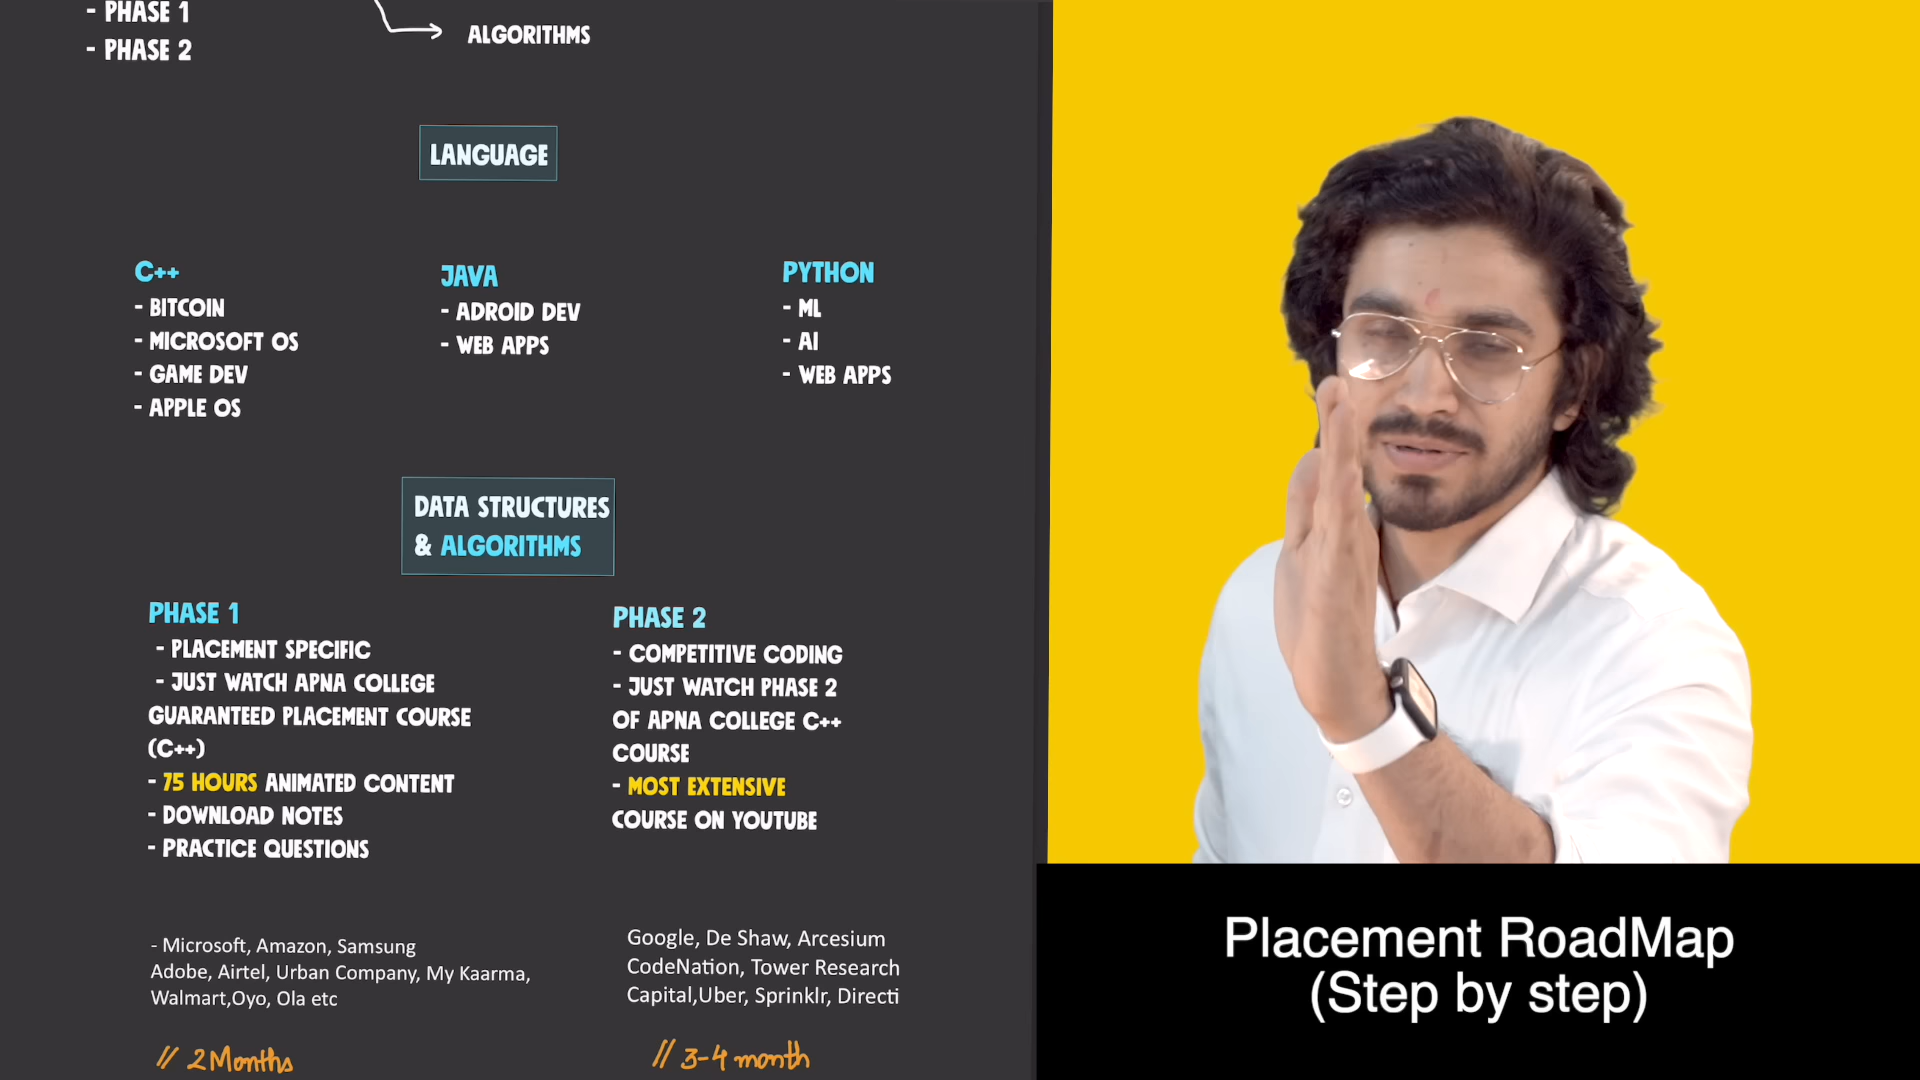 - PHASE 1
- PHASE 2
ALGORITHMS
LANGUAGE
C++
- BITCOIN
- MICROSOFT OS
- GAME DEV
- APPLE OS
JAVA
- ADROID DEV
- WEB APPS
PYTHON
- ML
- AI
- WEB APPS
DATA STRUCTURES
& ALGORITHMS
PHASE 1
- PLACEMENT SPECIFIC
- JUST WATCH APNA COLLEGE
GUARANTEED PLACEMENT COURSE
(C++)
- 75 HOURS ANIMATED CONTENT
- DOWNLOAD NOTES
- PRACTICE QUESTIONS
- Microsoft, Amazon, Samsung
Adobe, Airtel, Urban Company, My Kaarma,
Walmart,Oyo, Ola etc
// 2 Months
PHASE 2
- COMPETITIVE CODING
- JUST WATCH PHASE 2
OF APNA COLLEGE C++
COURSE
- MOST EXTENSIVE
COURSE ON YOUTUBE
Google, De Shaw, Arcesium
CodeNation, Tower Research
Capital,Uber, Sprinklr, Directi
// 3-4 month
Placement RoadMap
(Step by step)